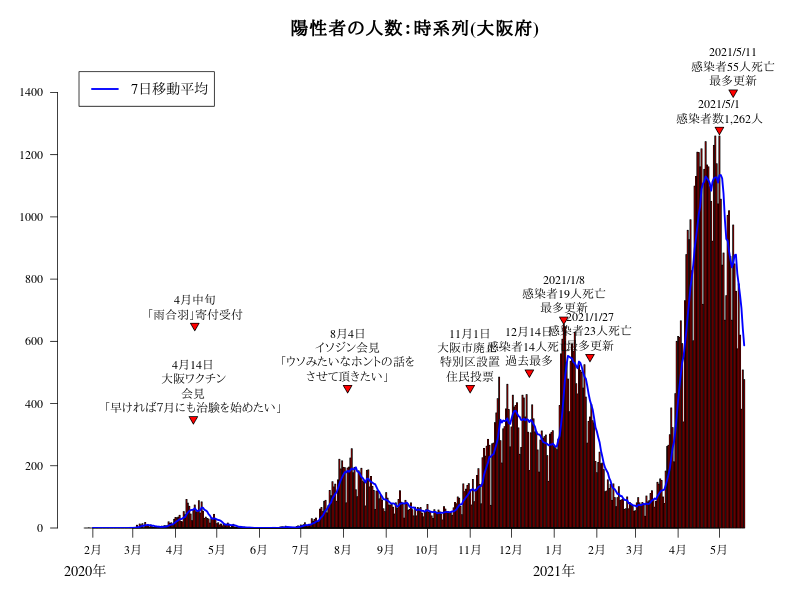 陽性者の人数:時系列(大阪府)
7日移動平均
2021/5/11
感染者55人死亡
最多更新
2021/5/1
感染者数1,262人
4月中旬
「雨合羽」寄付受付
4月14日
大阪ワクチン
会見
「早ければ7月にも治験を始めたい」
8月4日
イソジン会見
「ウソみたいなホントの話を
させて頂きたい」
11月1日
大阪市廃止
特別区設置
住民投票
12月14日
感染者14人死亡
過去最多
2021/1/8
感染者19人死亡
最多更新
2021/1/27
感染者23人死亡
最多更新
1400
1200
1000
800
600
400
200
0
2月 3月 4月 5月 6月 7月 8月 9月 10月 11月 12月 1月 2月 3月 4月 5月
2020年 2021年